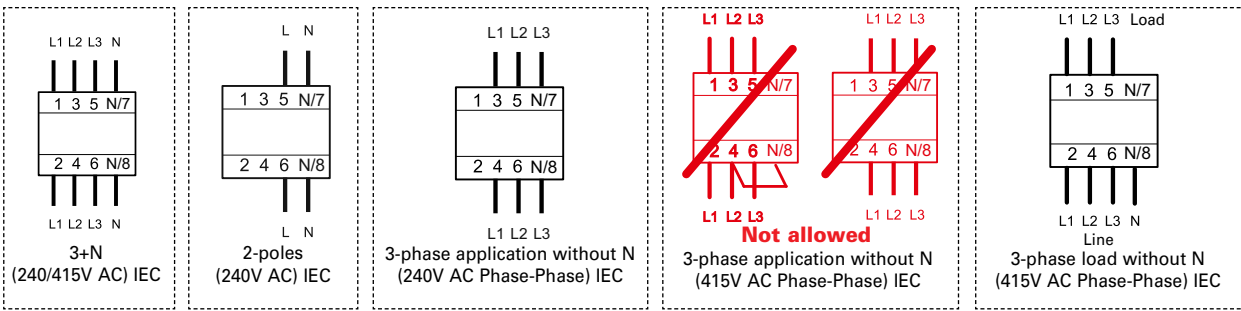 L1 L2 L3 N
1 3 5 N/7
2 4 6 N/8
L1 L2 L3 N
3+N
(240/415V AC) IEC
L N
1 3 5 N/7
2 4 6 N/8
L N
2-poles
(240V AC) IEC
L1 L2 L3
1 3 5 N/7
2 4 6 N/8
L1 L2 L3
3-phase application without N
(240V AC Phase-Phase) IEC
L1 L2 L3
1 3 5 N/7
2 4 6 N/8
L1 L2 L3
L1 L2 L3
1 3 5 N/7
2 4 6 N/8
L1 L2 L3
Not allowed
3-phase application without N
(415V AC Phase-Phase) IEC
L1 L2 L3 Load
1 3 5 N/7
2 4 6 N/8
L1 L2 L3 N
Line
3-phase load without N
(415V AC Phase-Phase) IEC